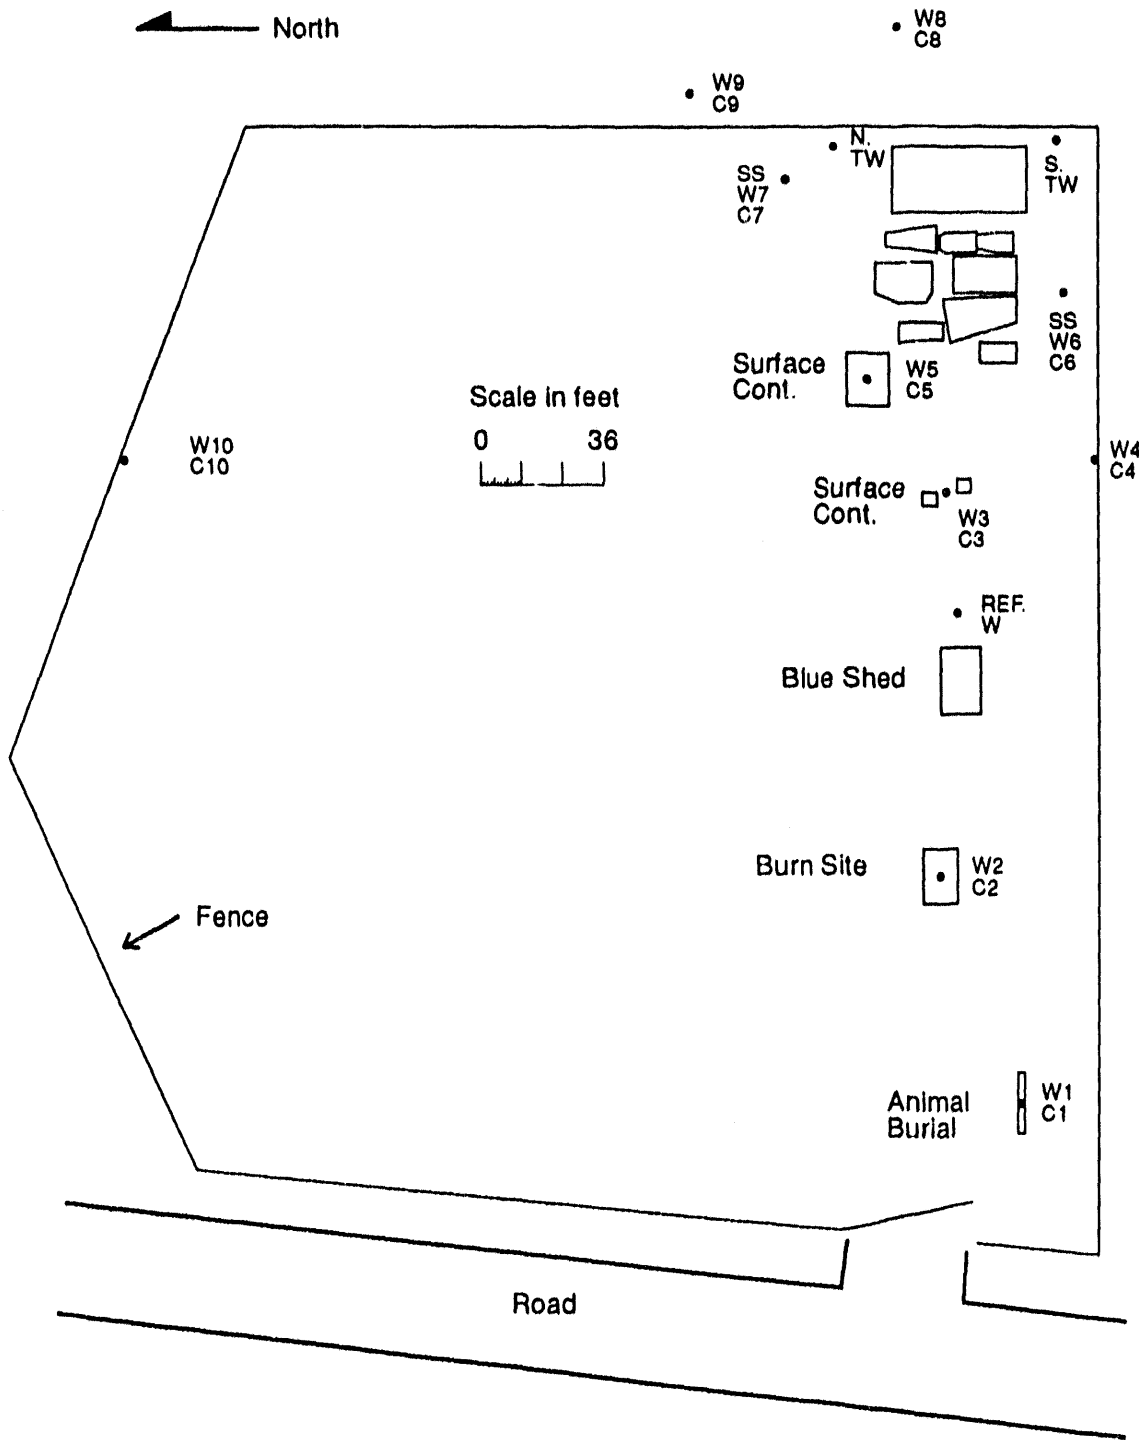 North
W8
C8
W9
C9
N.
TW
S.
TW
SS
W7
C7
SS
W6
C6
Surface
Cont.
W5
C5
Scale in feet
0 36
W10
C10
W4
C4
Surface
Cont.
W3
C3
REF.
W
Blue Shed
Burn Site
W2
C2
Fence
Animal
Burial
W1
C1
Road